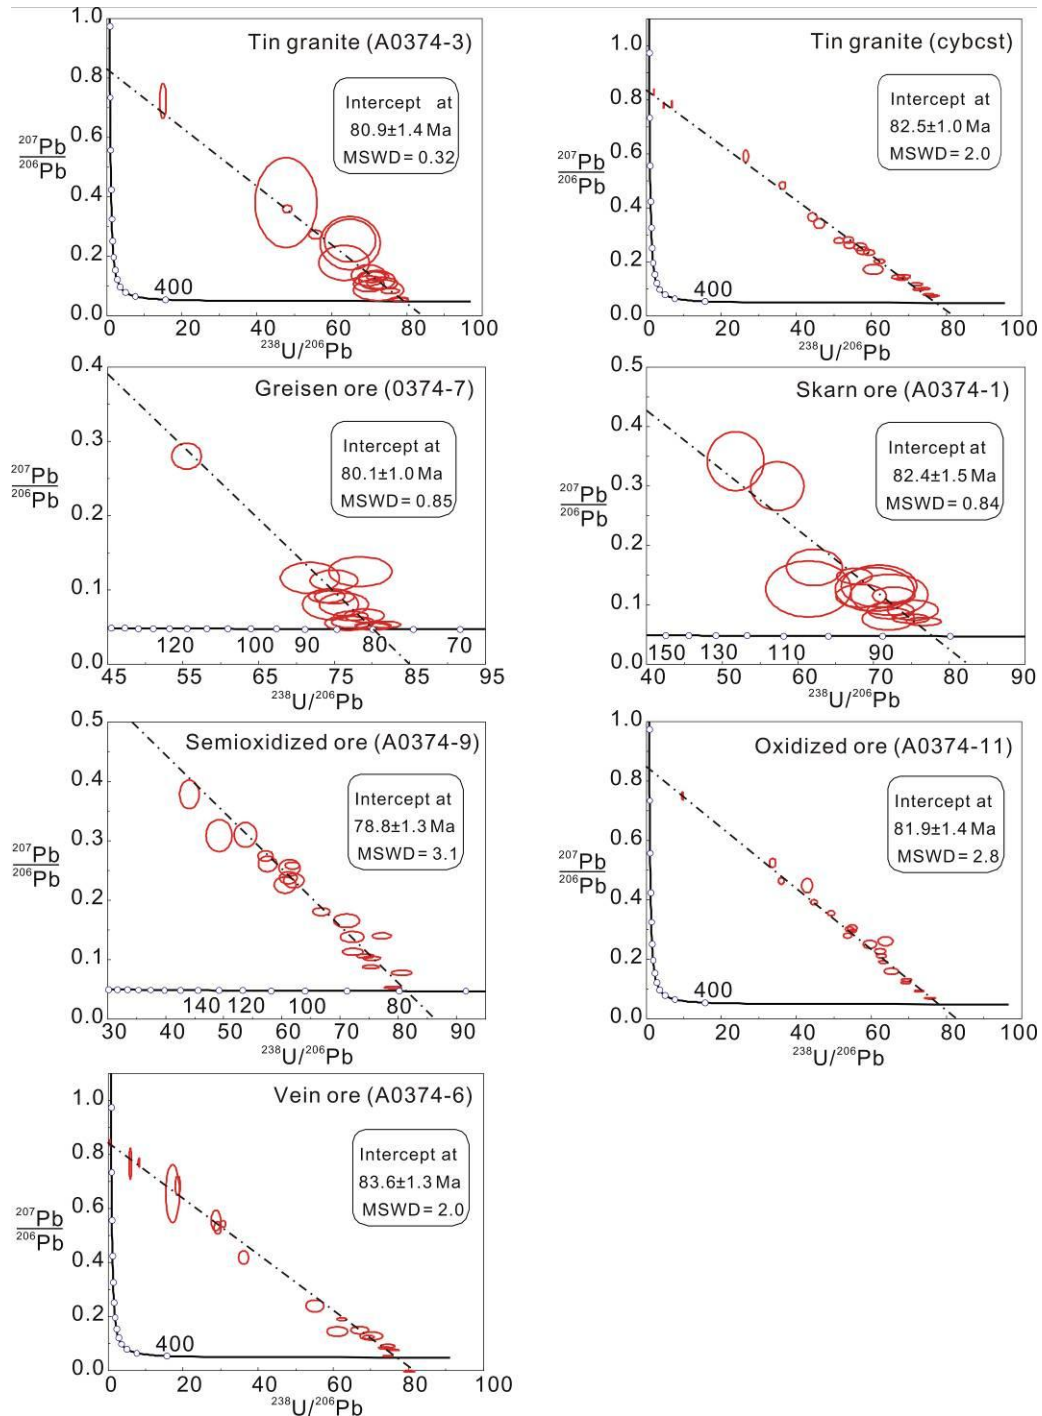 Tin granite (A0374-3)
Intercept at
80.9±1.4 Ma
MSWD = 0.32
207Pb
206Pb
1.0
0.8
0.6
0.4
0.2
0.0
400
0 20 40 60 80 100
238U/206Pb
Tin granite (cybcst)
Intercept at
82.5±1.0 Ma
MSWD = 2.0
207Pb
206Pb
1.0
0.8
0.6
0.4
0.2
0.0
400
0 20 40 60 80 100
238U/206Pb
Greisen ore (0374-7)
Intercept at
80.1±1.0 Ma
MSWD = 0.85
207Pb
206Pb
0.4
0.3
0.2
0.1
0.0
120 100 90 80 70
45 55 65 75 85 95
238U/206Pb
Skarn ore (A0374-1)
Intercept at
82.4±1.5 Ma
MSWD = 0.84
207Pb
206Pb
0.5
0.4
0.3
0.2
0.1
0.0
150 130 110 90
40 50 60 70 80 90
238U/206Pb
Semioxidized ore (A0374-9)
Intercept at
78.8±1.3 Ma
MSWD = 3.1
207Pb
206Pb
0.5
0.4
0.3
0.2
0.1
0.0
140 120 100 80
30 40 50 60 70 80 90
238U/206Pb
Oxidized ore (A0374-11)
Intercept at
81.9±1.4 Ma
MSWD = 2.8
207Pb
206Pb
1.0
0.8
0.6
0.4
0.2
0.0
400
0 20 40 60 80 100
238U/206Pb
Vein ore (A0374-6)
Intercept at
83.6±1.3 Ma
MSWD = 2.0
207Pb
206Pb
1.0
0.8
0.6
0.4
0.2
0.0
400
0 20 40 60 80 100
238U/206Pb